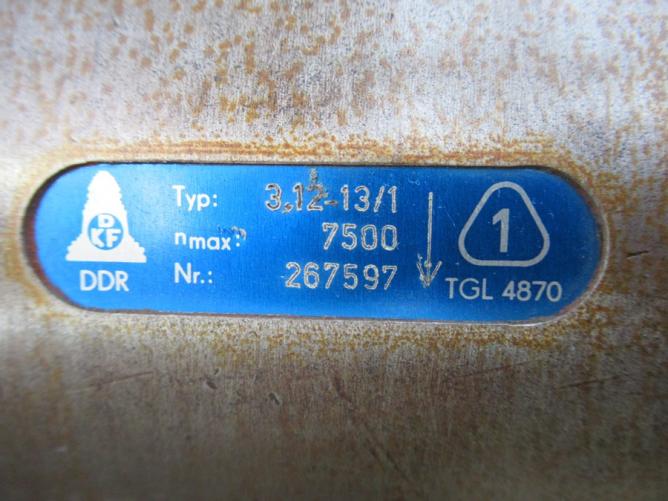 DKF
DDR
Typ: 3,12-13/1
nmax: 7500
Nr.: 267597
1
TGL 4870